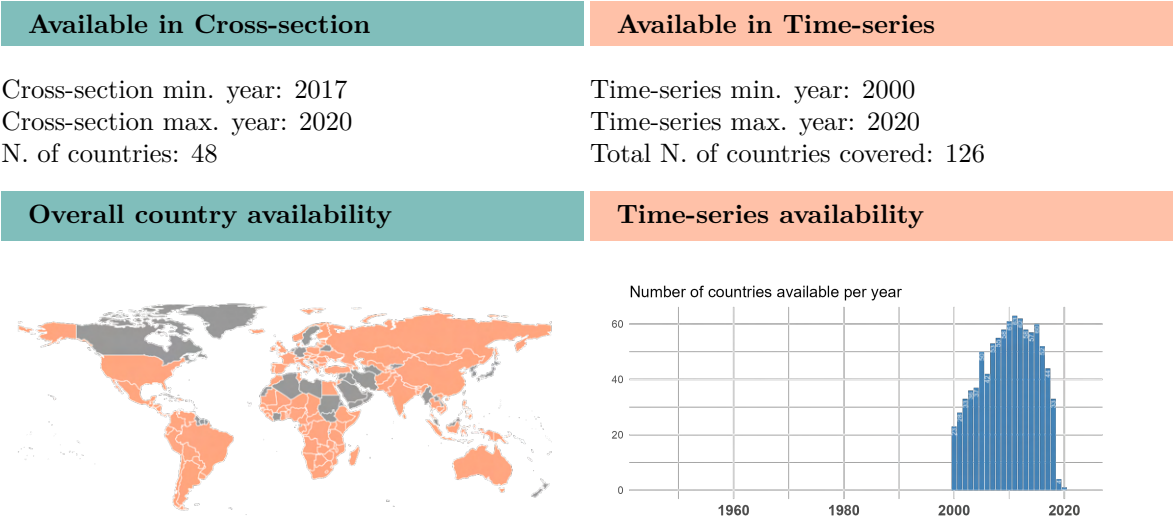 Available in Cross-section
Cross-section min. year: 2017
Cross-section max. year: 2020
N. of countries: 48
Available in Time-series
Time-series min. year: 2000
Time-series max. year: 2020
Total N. of countries covered: 126
Overall country availability
Time-series availability
Number of countries available per year
60
40
20
0
1960
1980
2000
2020